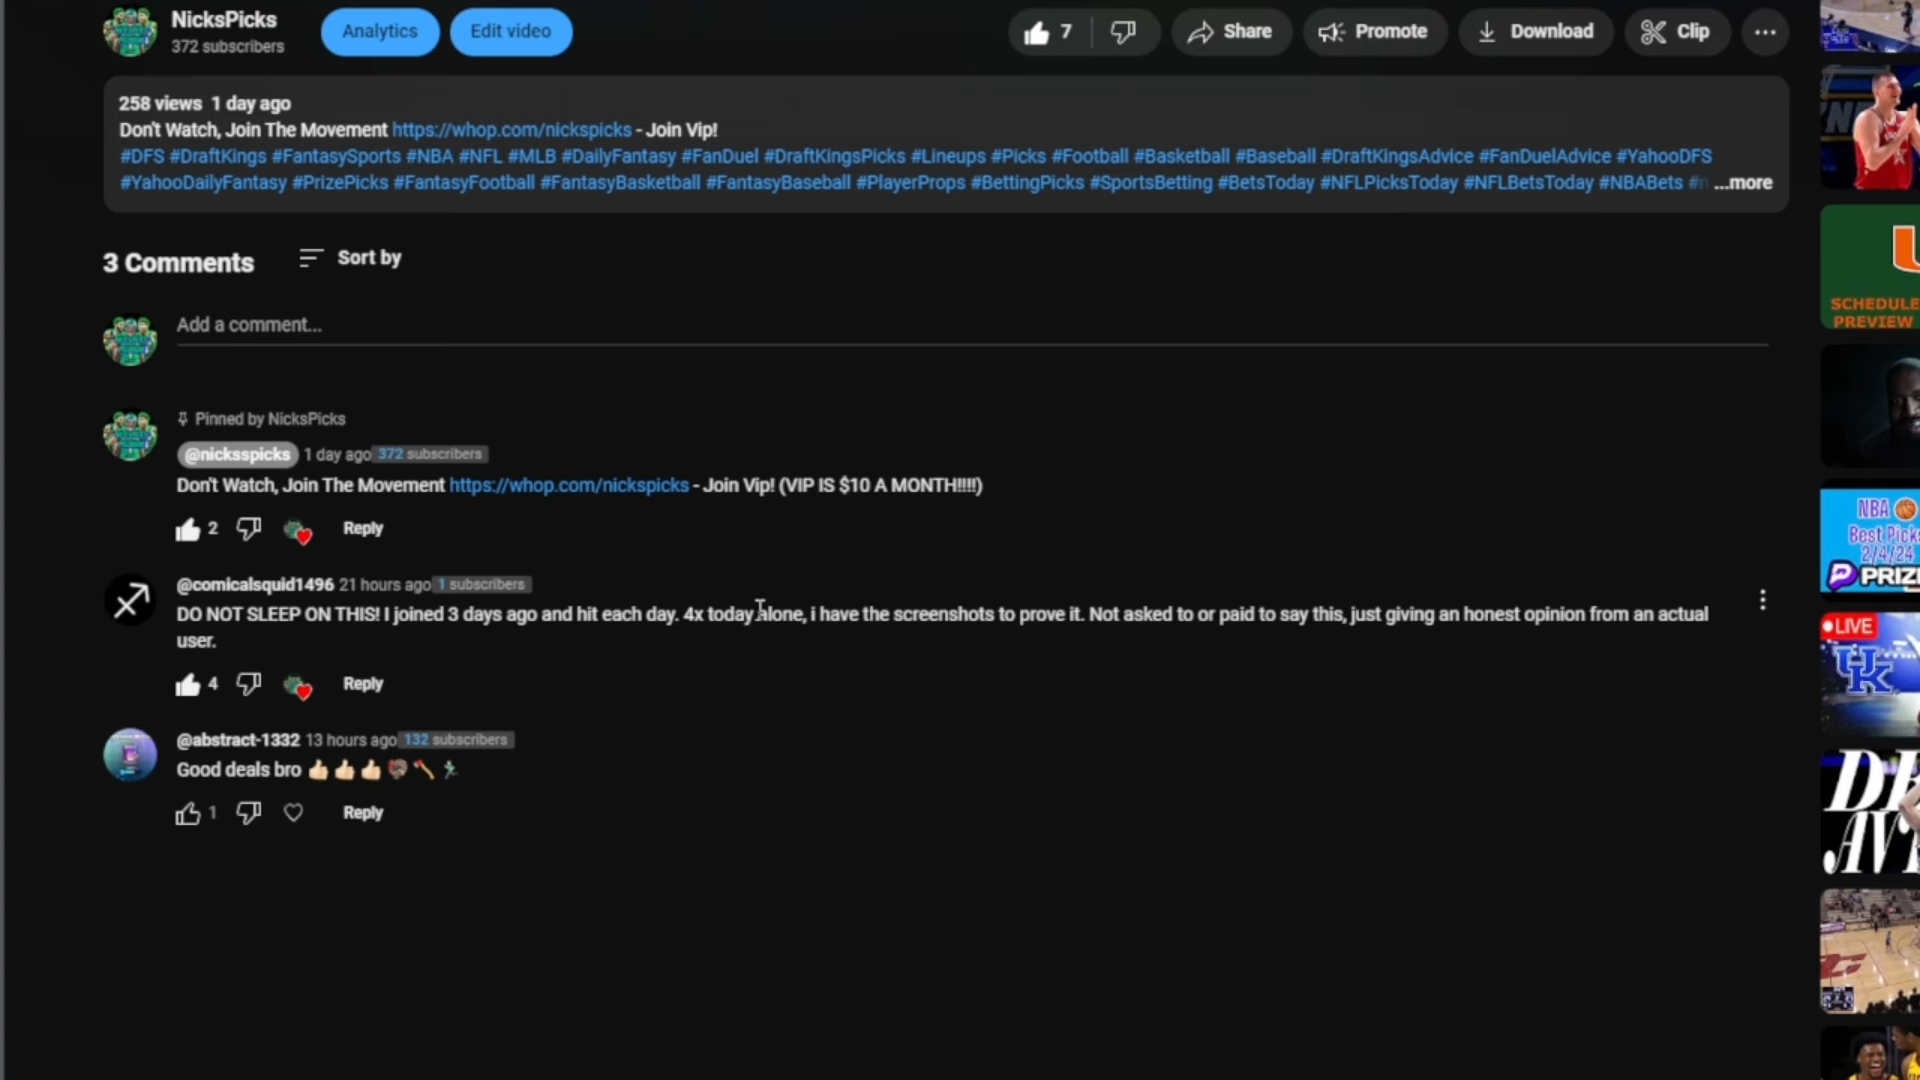 NicksPicks
372 subscribers
Analytics
Edit video
7
Share
Promote
Download
Clip
258 views 1 day ago
Don't Watch, Join The Movement https://whop.com/nickspicks - Join Vip!
#DFS #DraftKings #FantasySports #NBA #NFL #MLB #DailyFantasy #FanDuel #DraftKingsPicks #Lineups #Picks #Football #Basketball #Baseball #DraftKingsAdvice #FanDuelAdvice #YahooDFS
#YahooDailyFantasy #PrizePicks #FantasyFootball #FantasyBasketball #FantasyBaseball #PlayerProps #BettingPicks #SportsBetting #BetsToday #NFLPicksToday #NFLBetsToday #NBABets #n ...more
3 Comments
Sort by
Add a comment...
Pinned by NicksPicks
@nicksspicks 1 day ago 372 subscribers
Don't Watch, Join The Movement https://whop.com/nickspicks - Join Vip! (VIP IS $10 A MONTH!!!!)
2
Reply
@comicalsquid1496 21 hours ago 1 subscribers
DO NOT SLEEP ON THIS! I joined 3 days ago and hit each day. 4x today alone, i have the screenshots to prove it. Not asked to or paid to say this, just giving an honest opinion from an actual
user.
4
Reply
@abstract-1332 13 hours ago 132 subscribers
Good deals bro 👍🏻👍🏻👍🏻
1
Reply
U
SCHEDULE
PREVIEW
NBA
Best Picks
2/4/24
PRIZE
LIVE
UK